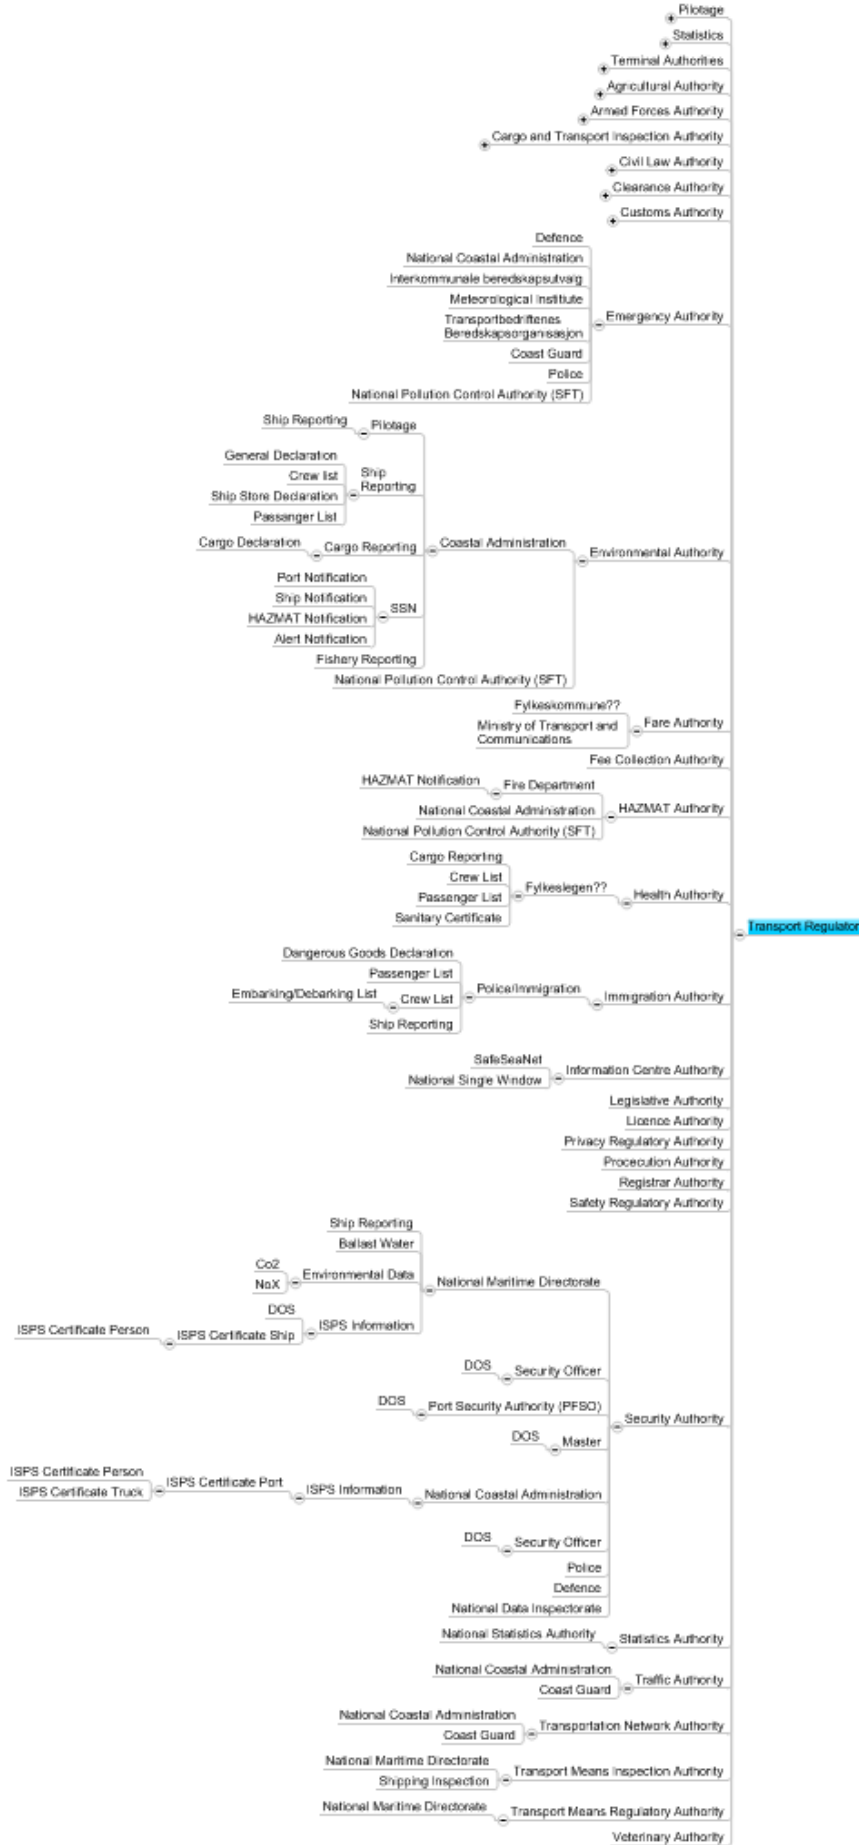 Pilotage
Statistics
Terminal Authorities
Agricultural Authority
Armed Forces Authority
Cargo and Transport Inspection Authority
Civil Law Authority
Clearance Authority
Customs Authority
Defence
National Coastal Administration
Interkommunale beredskapsutvalg
Meteorological Institiute
Transportbedriftenes
Beredskapsorganisasjon
Coast Guard
Police
National Pollution Control Authority (SFT)
Emergency Authority
Ship Reporting
Pilotage
General Declaration
Crew list
Ship Store Declaration
Passanger List
Ship
Reporting
Cargo Declaration
Cargo Reporting
Port Notification
Ship Notification
HAZMAT Notification
Alert Notification
SSN
Fishery Reporting
Coastal Administration
National Pollution Control Authority (SFT)
Environmental Authority
Fylkeskommune??
Ministry of Transport and
Communications
Fare Authority
Fee Collection Authority
HAZMAT Notification
Fire Department
National Coastal Administration
National Pollution Control Authority (SFT)
HAZMAT Authority
Cargo Reporting
Crew List
Passenger List
Sanitary Certificate
Fylkeslegen??
Health Authority
Transport Regulator
Dangerous Goods Declaration
Passenger List
Embarking/Debarking List
Crew List
Ship Reporting
Police/Immigration
Immigration Authority
SafeSeaNet
National Single Window
Information Centre Authority
Legislative Authority
Licence Authority
Privacy Regulatory Authority
Procecution Authority
Registrar Authority
Safety Regulatory Authority
Ship Reporting
Ballast Water
Co2
NoX
Environmental Data
DOS
ISPS Certificate Person
ISPS Certificate Ship
ISPS Information
National Maritime Directorate
DOS
Security Officer
DOS
Port Security Authority (PFSO)
DOS
Master
ISPS Certificate Person
ISPS Certificate Truck
ISPS Certificate Port
ISPS Information
National Coastal Administration
DOS
Security Officer
Police
Defence
National Data Inspectorate
Security Authority
National Statistics Authority
Statistics Authority
National Coastal Administration
Coast Guard
Traffic Authority
National Coastal Administration
Coast Guard
Transportation Network Authority
National Maritime Directorate
Shipping Inspection
Transport Means Inspection Authority
National Maritime Directorate
Transport Means Regulatory Authority
Veterinary Authority